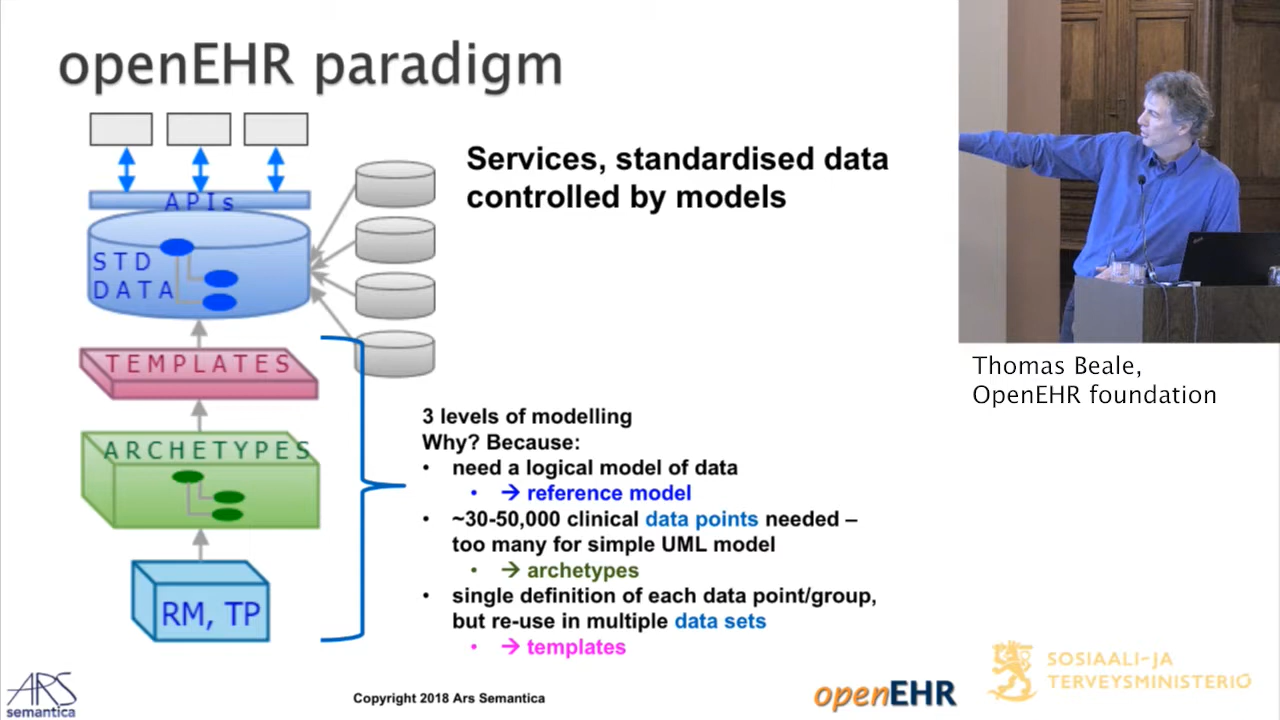 openEHR paradigm
APIs
STD
DATA
TEMPLATES
ARCHETYPES
RM, TP
Services, standardised data
controlled by models
3 levels of modelling
Why? Because:
• need a logical model of data
• → reference model
• ~30-50,000 clinical data points needed –
too many for simple UML model
• → archetypes
• single definition of each data point/group,
but re-use in multiple data sets
• → templates
Thomas Beale,
OpenEHR foundation
ARS
semantica
Copyright 2018 Ars Semantica
openEHR
SOSIAALI-JA
TERVEYSMINISTERIÖ